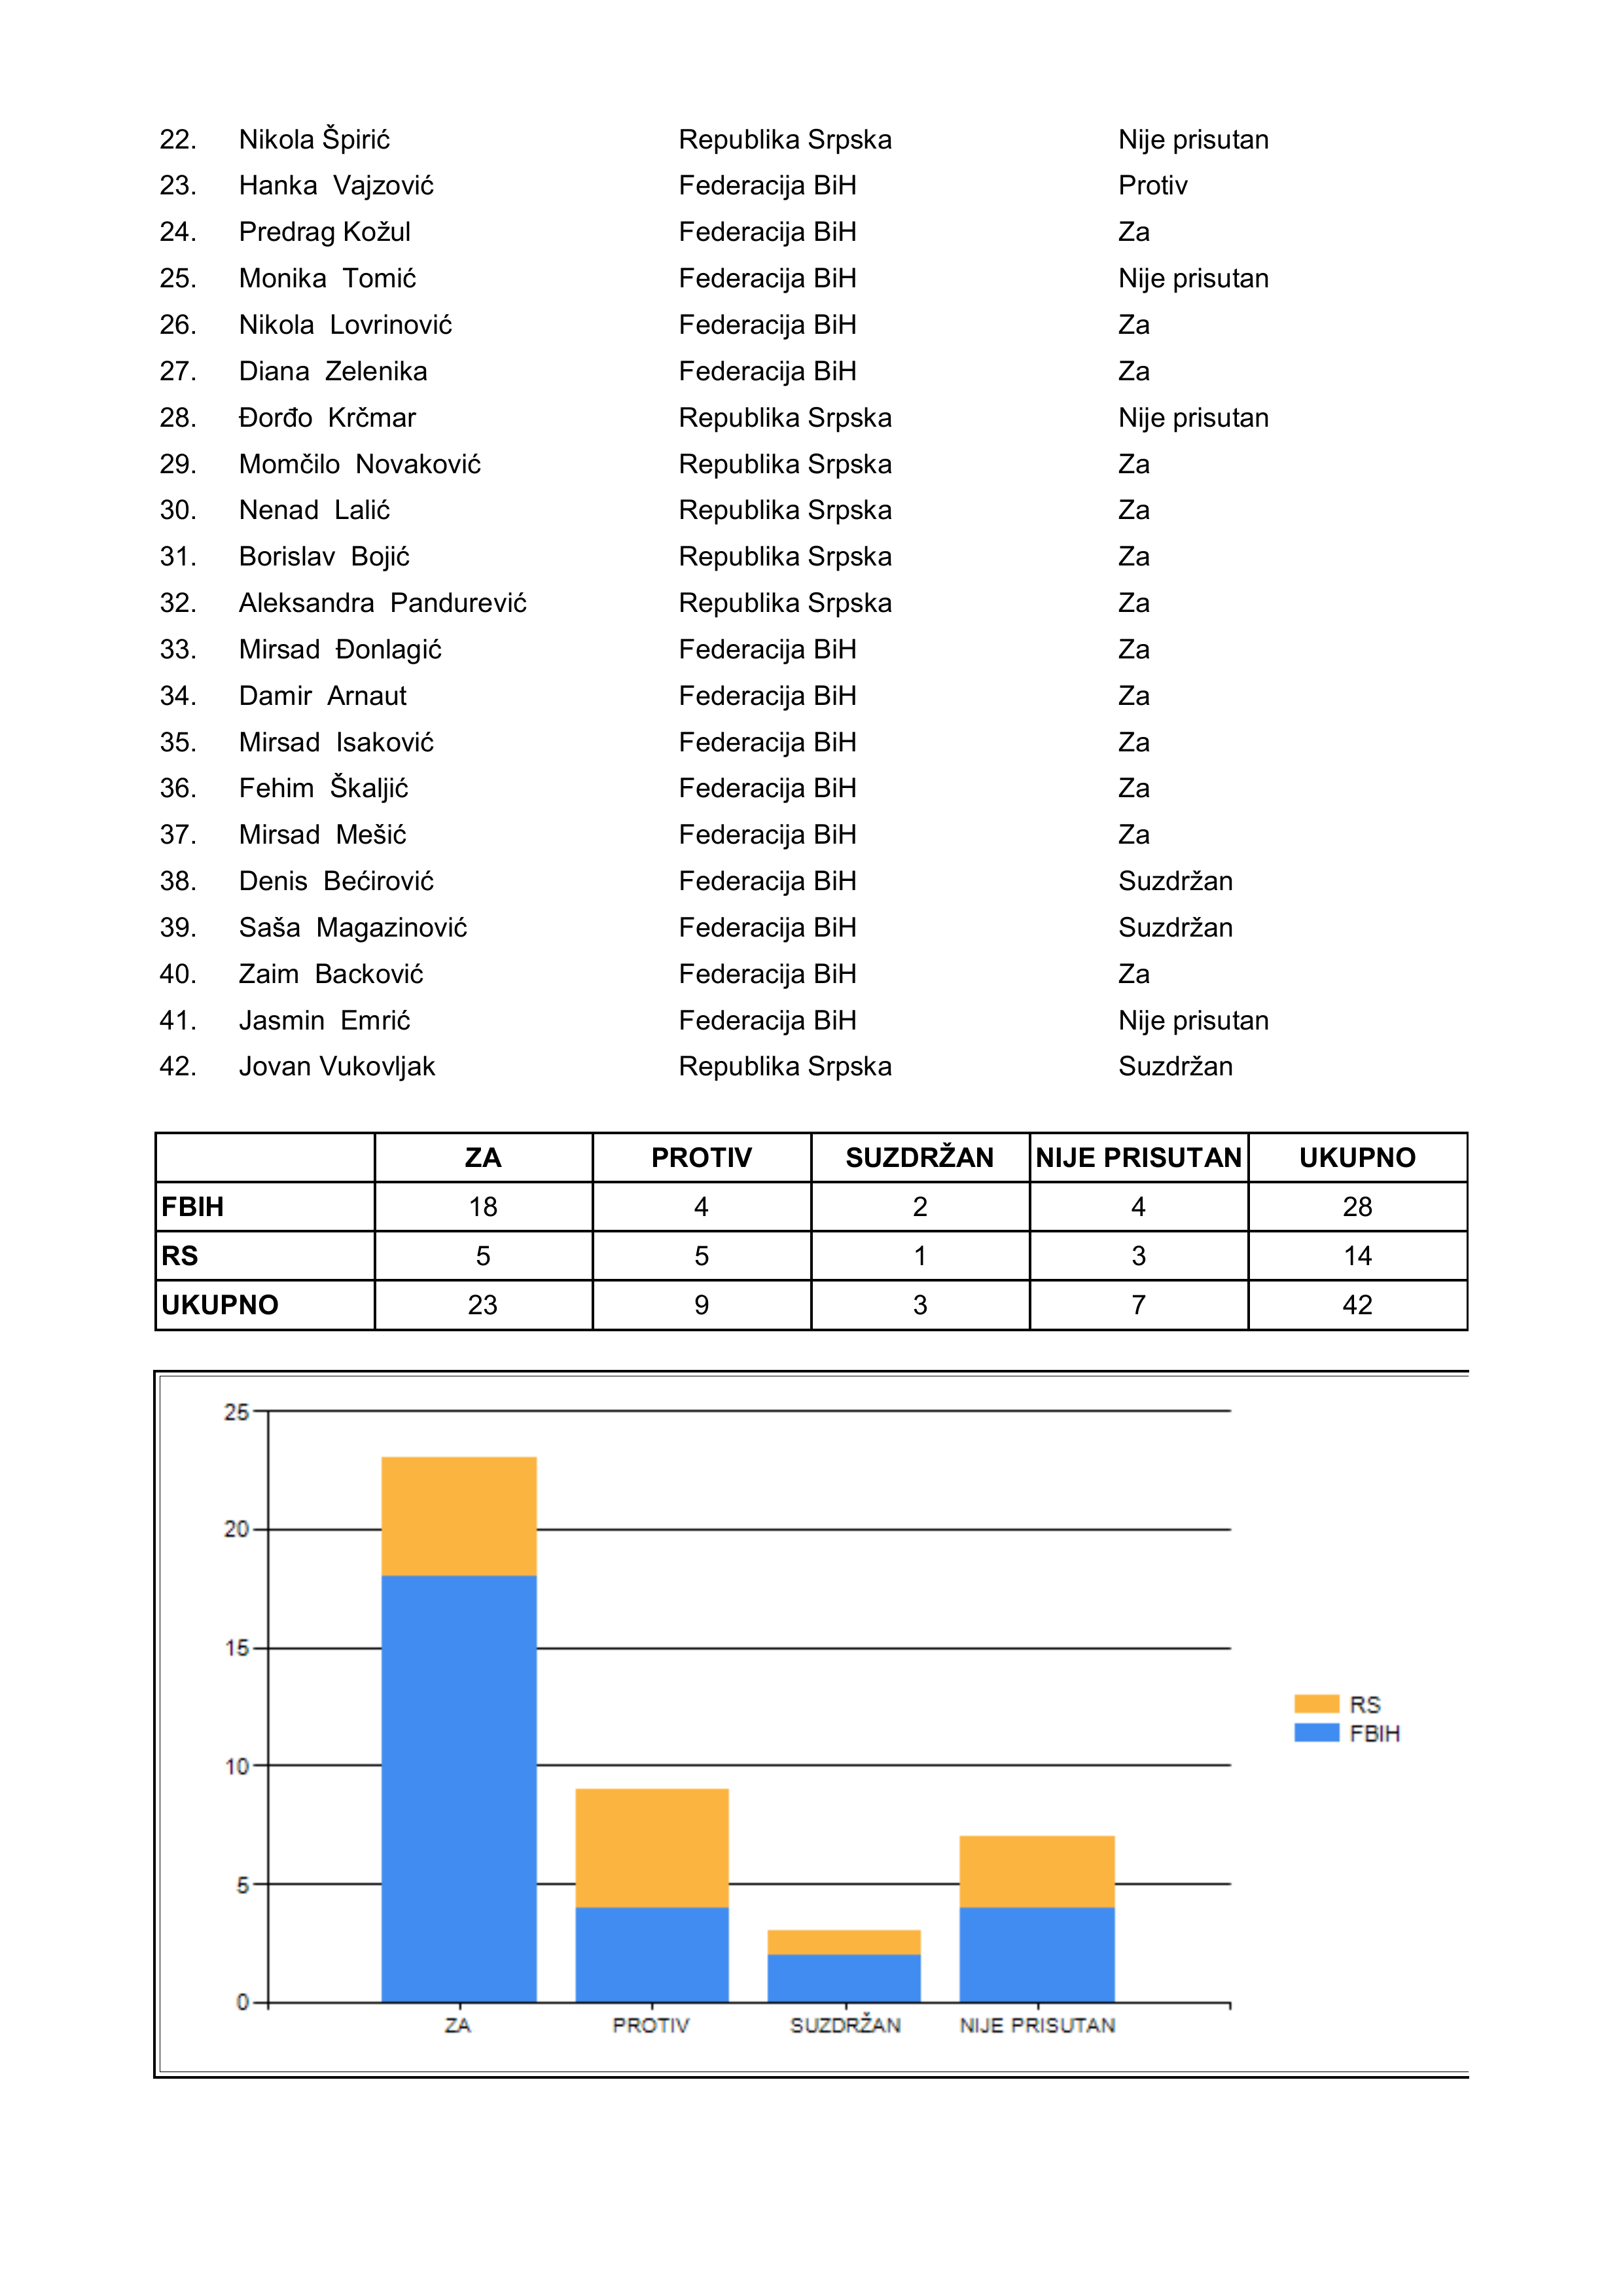 22. Nikola Špirić Republika Srpska Nije prisutan
23. Hanka Vajzović Federacija BiH Protiv
24. Predrag Kožul Federacija BiH Za
25. Monika Tomić Federacija BiH Nije prisutan
26. Nikola Lovrinović Federacija BiH Za
27. Diana Zelenika Federacija BiH Za
28. Đorđo Krčmar Republika Srpska Nije prisutan
29. Momčilo Novaković Republika Srpska Za
30. Nenad Lalić Republika Srpska Za
31. Borislav Bojić Republika Srpska Za
32. Aleksandra Pandurević Republika Srpska Za
33. Mirsad Đonlagić Federacija BiH Za
34. Damir Arnaut Federacija BiH Za
35. Mirsad Isaković Federacija BiH Za
36. Fehim Škaljić Federacija BiH Za
37. Mirsad Mešić Federacija BiH Za
38. Denis Bećirović Federacija BiH Suzdržan
39. Saša Magazinović Federacija BiH Suzdržan
40. Zaim Backović Federacija BiH Za
41. Jasmin Emrić Federacija BiH Nije prisutan
42. Jovan Vukovljak Republika Srpska Suzdržan
ZA PROTIV SUZDRŽAN NIJE PRISUTAN UKUPNO
FBIH 18 4 2 4 28
RS 5 5 1 3 14
UKUPNO 23 9 3 7 42
25
20
15
10
5
0
ZA PROTIV SUZDRŽAN NIJE PRISUTAN
RS
FBIH